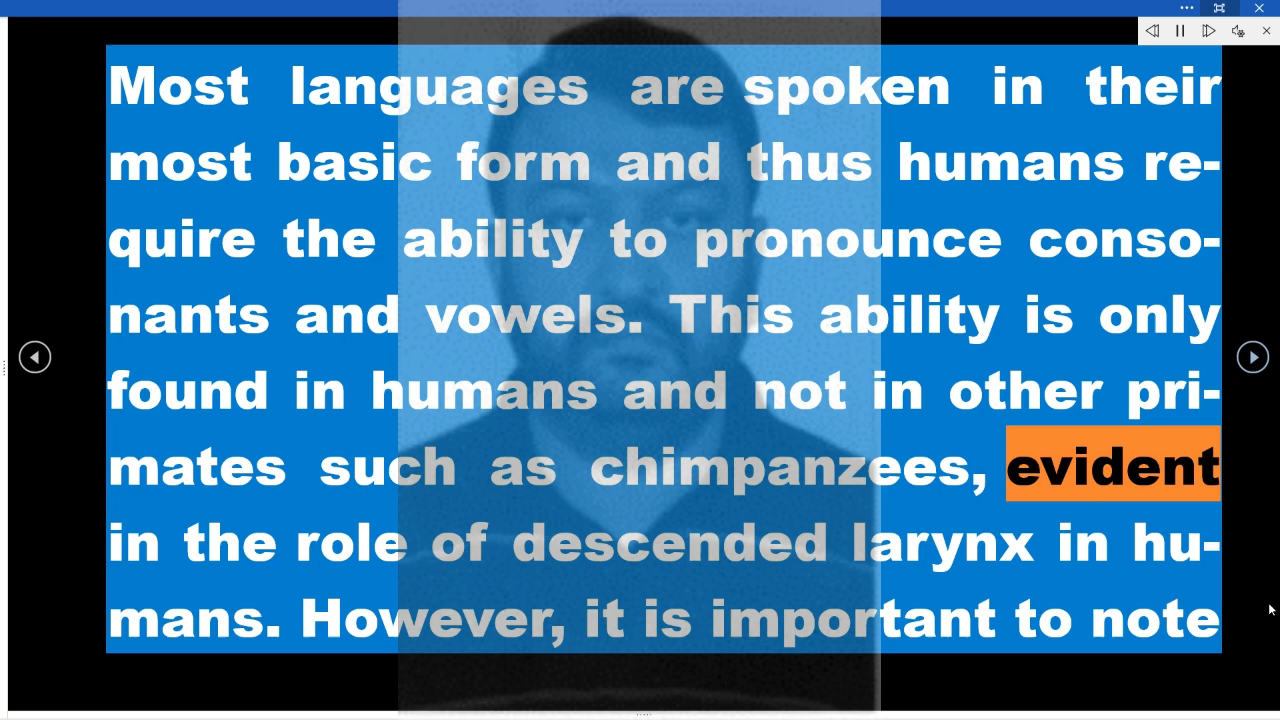 Most languages are spoken in their
most basic form and thus humans re-
quire the ability to pronounce conso-
nants and vowels. This ability is only
found in humans and not in other pri-
mates such as chimpanzees, evident
in the role of descended larynx in hu-
mans. However, it is important to note